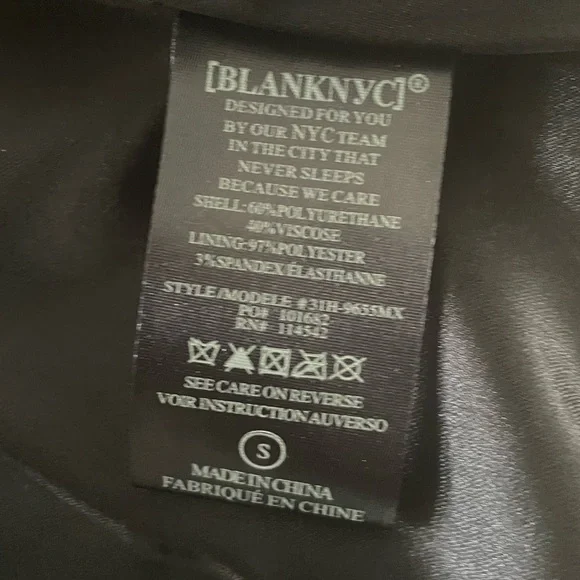 [BLANKNYC]®
DESIGNED FOR YOU
BY OUR NYC TEAM
IN THE CITY THAT
NEVER SLEEPS
BECAUSE WE CARE
SHELL:60%POLYURETHANE
40%VISCOSE
LINING:97%POLYESTER
3%SPANDEX/ÉLASTHANNE
STYLE/MODELE #31H-9655MX
PO# 101682
RN# 114542
SEE CARE ON REVERSE
VOIR INSTRUCTION AU VERSO
S
MADE IN CHINA
FABRIQUÉ EN CHINE